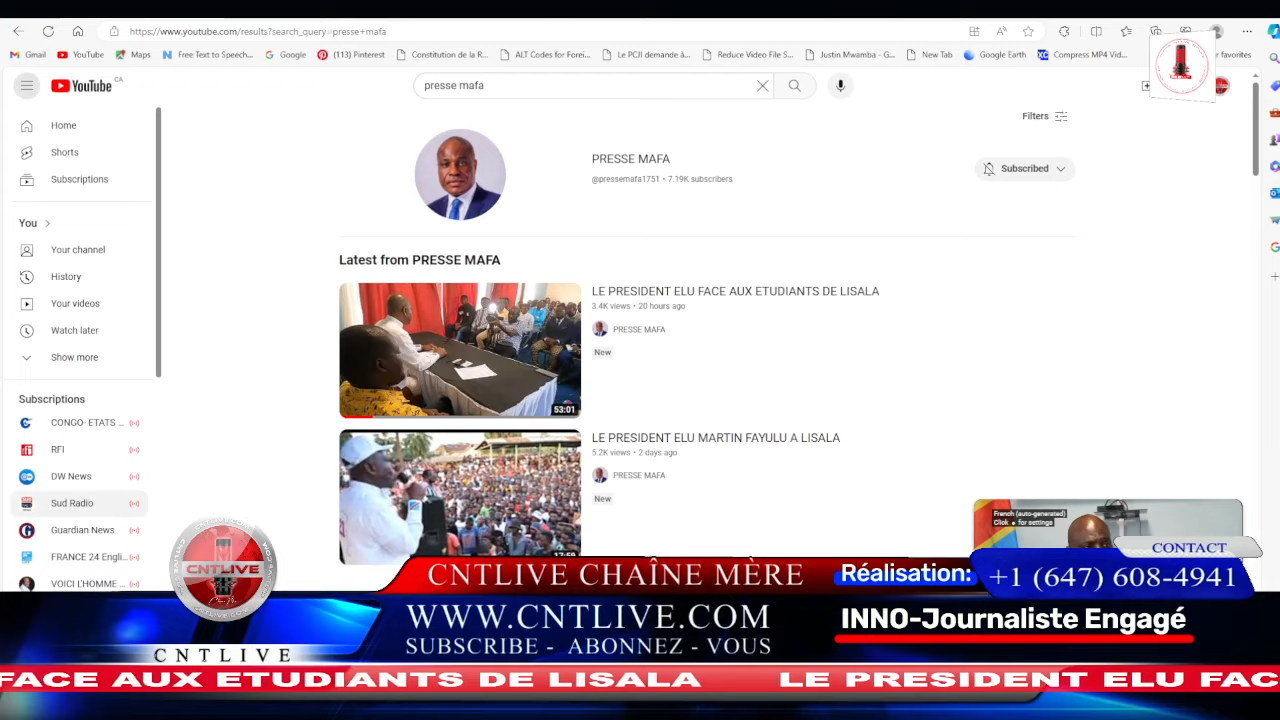 https://www.youtube.com/results?search_query=presse+mafa
Gmail
YouTube
Maps
Free Text to Speech...
Google
(113) Pinterest
Constitution de la R...
ALT Codes for Forei...
Le PCJI demande à...
Reduce Video File S...
Justin Mwamba - G...
New Tab
Google Earth
Compress MP4 Vid...
favorites
YouTube CA
presse mafa
Filters
Home
Shorts
Subscriptions
You
Your channel
History
Your videos
Watch later
Show more
Subscriptions
CONGO- ETATS ...
RFI
DW News
Sud Radio
Guardian News
FRANCE 24 Engli...
VOICI L'HOMME ...
PRESSE MAFA
@pressemafa1751 • 7.19K subscribers
Subscribed
Latest from PRESSE MAFA
LE PRESIDENT ELU FACE AUX ETUDIANTS DE LISALA
3.4K views • 20 hours ago
PRESSE MAFA
New
53:01
LE PRESIDENT ELU MARTIN FAYULU A LISALA
5.2K views • 2 days ago
PRESSE MAFA
New
17:59
French (auto-generated)
Click for settings
CONTACT
+1 (647) 608-4941
CNTLIVE CHAÎNE MÈRE
Réalisation:
WWW.CNTLIVE.COM
INNO-Journaliste Engagé
SUBSCRIBE - ABONNEZ - VOUS
CNTLIVE
CNTLIVE
FACE AUX ETUDIANTS DE LISALA
LE PRESIDENT ELU FAC